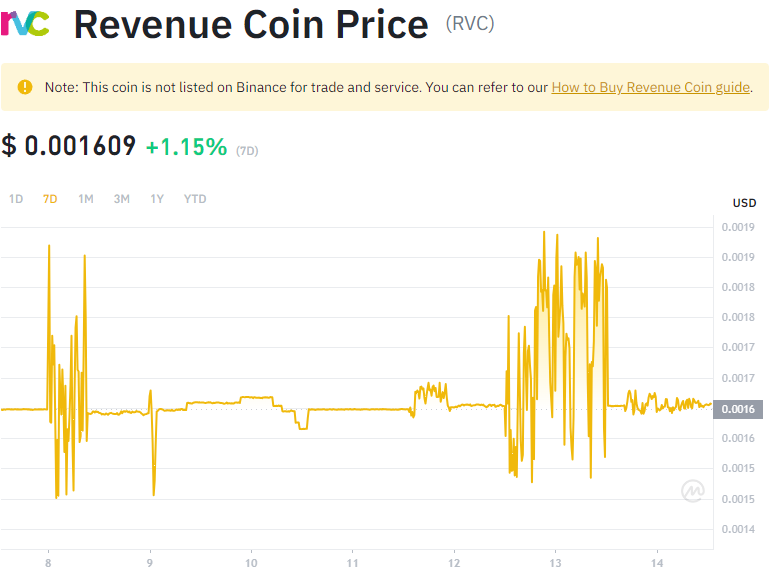 rvc Revenue Coin Price (RVC)
Note: This coin is not listed on Binance for trade and service. You can refer to our How to Buy Revenue Coin guide.
$ 0.001609 +1.15% (7D)
1D 7D 1M 3M 1Y YTD
USD
0.0019
0.0019
0.0018
0.0018
0.0017
0.0017
0.0016
0.0016
0.0015
0.0015
0.0014
8 9 10 11 12 13 14